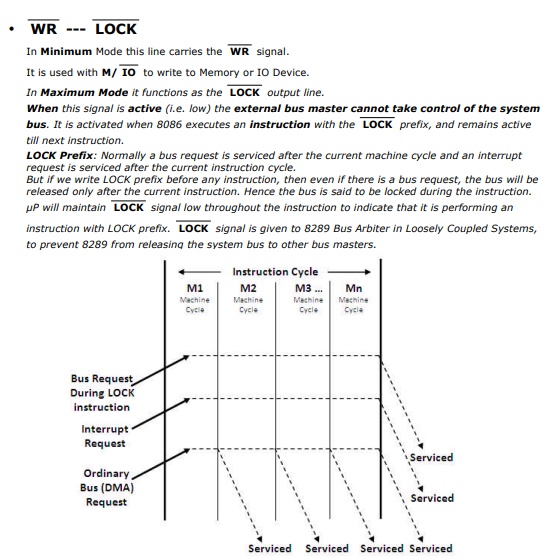 • WR --- LOCK
In Minimum Mode this line carries the WR signal.
It is used with M/ IO to write to Memory or IO Device.
In Maximum Mode it functions as the LOCK output line.
When this signal is active (i.e. low) the external bus master cannot take control of the system
bus. It is activated when 8086 executes an instruction with the LOCK prefix, and remains active
till next instruction.
LOCK Prefix: Normally a bus request is serviced after the current machine cycle and an interrupt
request is serviced after the current instruction cycle.
But if we write LOCK prefix before any instruction, then even if there is a bus request, the bus will be
released only after the current instruction. Hence the bus is said to be locked during the instruction.
µP will maintain LOCK signal low throughout the instruction to indicate that it is performing an
instruction with LOCK prefix. LOCK signal is given to 8289 Bus Arbiter in Loosely Coupled Systems,
to prevent 8289 from releasing the system bus to other bus masters.
Instruction Cycle
M1 M2 M3 ... Mn
Machine Machine Machine Machine
Cycle Cycle Cycle Cycle
Bus Request
During LOCK
instruction
Interrupt
Request
Serviced
Ordinary
Bus (DMA)
Request
Serviced
Serviced Serviced Serviced Serviced